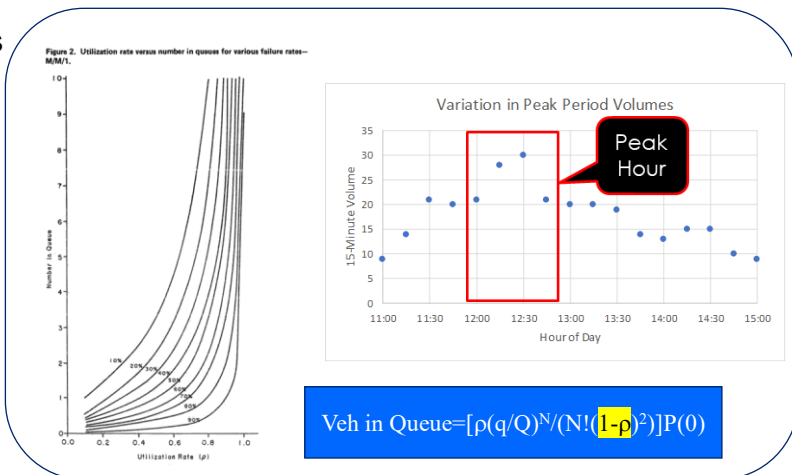 s
Figure 2. Utilization rate versus number in queues for various failure rates—
M/M/1.
10
9
8
7
6
5
4
3
2
1
0
Number in Queue
10%
20%
30%
40%
50%
60%
70%
80%
90%
0.0 0.2 0.4 0.6 0.8 1.0
Utilization Rate (ρ)
Variation in Peak Period Volumes
35
30
25
20
15
10
5
0
15-Minute Volume
Peak
Hour
11:00 11:30 12:00 12:30 13:00 13:30 14:00 14:30 15:00
Hour of Day
Veh in Queue=[ρ(q/Q)^N/(N!(1-ρ)²)]P(0)